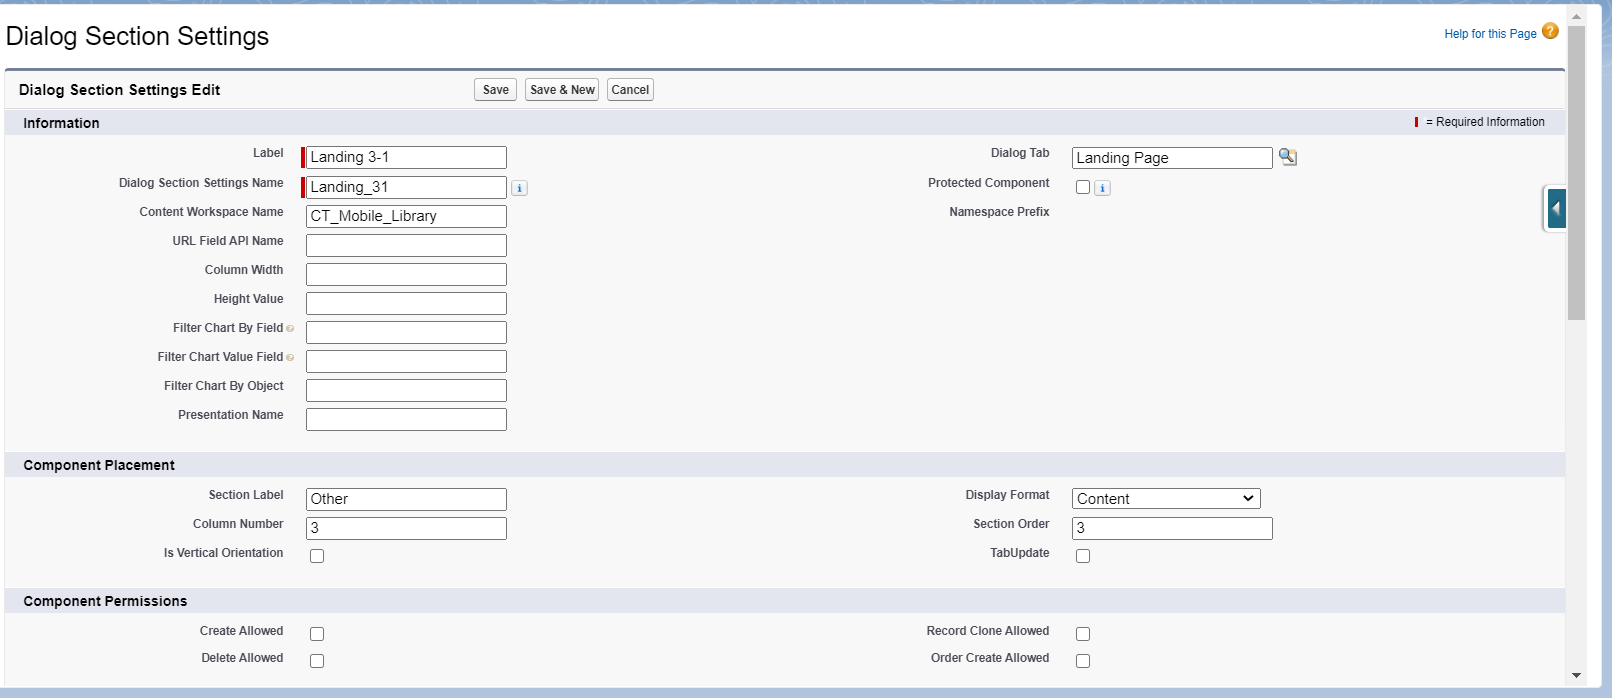 Dialog Section Settings
Help for this Page ?
Dialog Section Settings Edit Save Save & New Cancel
Information = Required Information
Label Landing 3-1 Dialog Tab Landing Page
Dialog Section Settings Name Landing_31 i Protected Component i
Content Workspace Name CT_Mobile_Library Namespace Prefix
URL Field API Name
Column Width
Height Value
Filter Chart By Field
Filter Chart Value Field
Filter Chart By Object
Presentation Name
Component Placement
Section Label Other Display Format Content
Column Number 3 Section Order 3
Is Vertical Orientation TabUpdate
Component Permissions
Create Allowed Record Clone Allowed
Delete Allowed Order Create Allowed